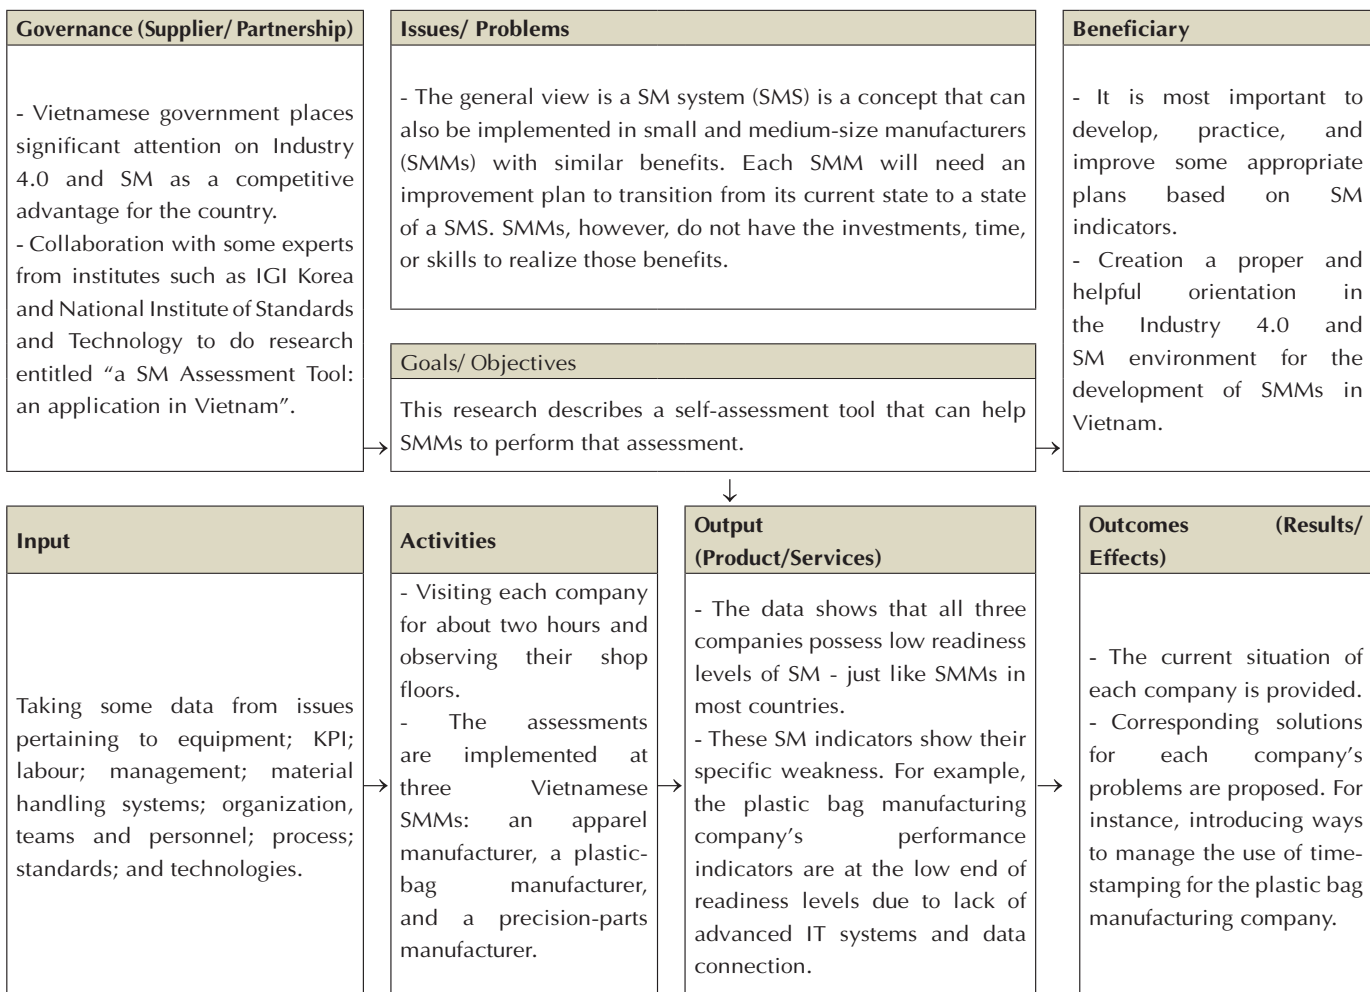 Governance (Supplier/ Partnership)
- Vietnamese government places
significant attention on Industry
4.0 and SM as a competitive
advantage for the country.
- Collaboration with some experts
from institutes such as IGI Korea
and National Institute of Standards
and Technology to do research
entitled “a SM Assessment Tool:
an application in Vietnam”.
Issues/ Problems
- The general view is a SM system (SMS) is a concept that can
also be implemented in small and medium-size manufacturers
(SMMs) with similar benefits. Each SMM will need an
improvement plan to transition from its current state to a state
of a SMS. SMMs, however, do not have the investments, time,
or skills to realize those benefits.
Goals/ Objectives
This research describes a self-assessment tool that can help
SMMs to perform that assessment.
Beneficiary
- It is most important to
develop, practice, and
improve some appropriate
plans based on SM
indicators.
- Creation a proper and
helpful orientation in
the Industry 4.0 and
SM environment for the
development of SMMs in
Vietnam.
Input
Taking some data from issues
pertaining to equipment; KPI;
labour; management; material
handling systems; organization,
teams and personnel; process;
standards; and technologies.
Activities
- Visiting each company
for about two hours and
observing their shop
floors.
- The assessments
are implemented at
three Vietnamese
SMMs: an apparel
manufacturer, a plastic-
bag manufacturer,
and a precision-parts
manufacturer.
Output
(Product/Services)
- The data shows that all three
companies possess low readiness
levels of SM - just like SMMs in
most countries.
- These SM indicators show their
specific weakness. For example,
the plastic bag manufacturing
company’s performance
indicators are at the low end of
readiness levels due to lack of
advanced IT systems and data
connection.
Outcomes (Results/
Effects)
- The current situation of
each company is provided.
- Corresponding solutions
for each company’s
problems are proposed. For
instance, introducing ways
to manage the use of time-
stamping for the plastic bag
manufacturing company.